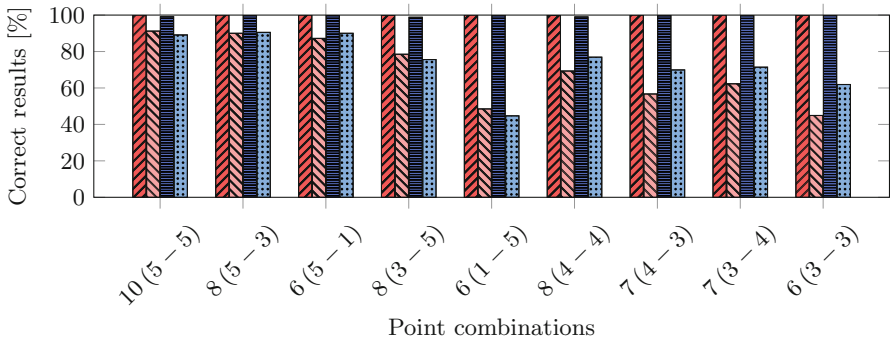 Correct results [%]
100
80
60
40
20
0
10 (5 − 5)
8 (5 − 3)
6 (5 − 1)
8 (3 − 5)
6 (1 − 5)
8 (4 − 4)
7 (4 − 3)
7 (3 − 4)
6 (3 − 3)
Point combinations